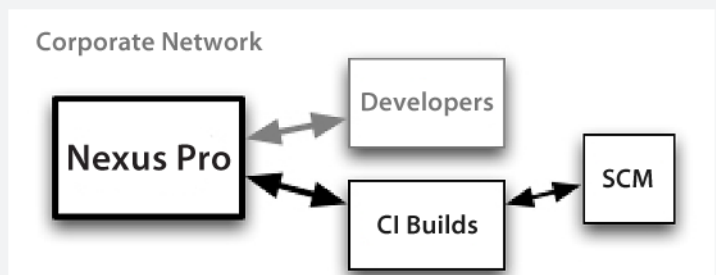 Corporate Network
Developers
Nexus Pro
SCM
CI Builds